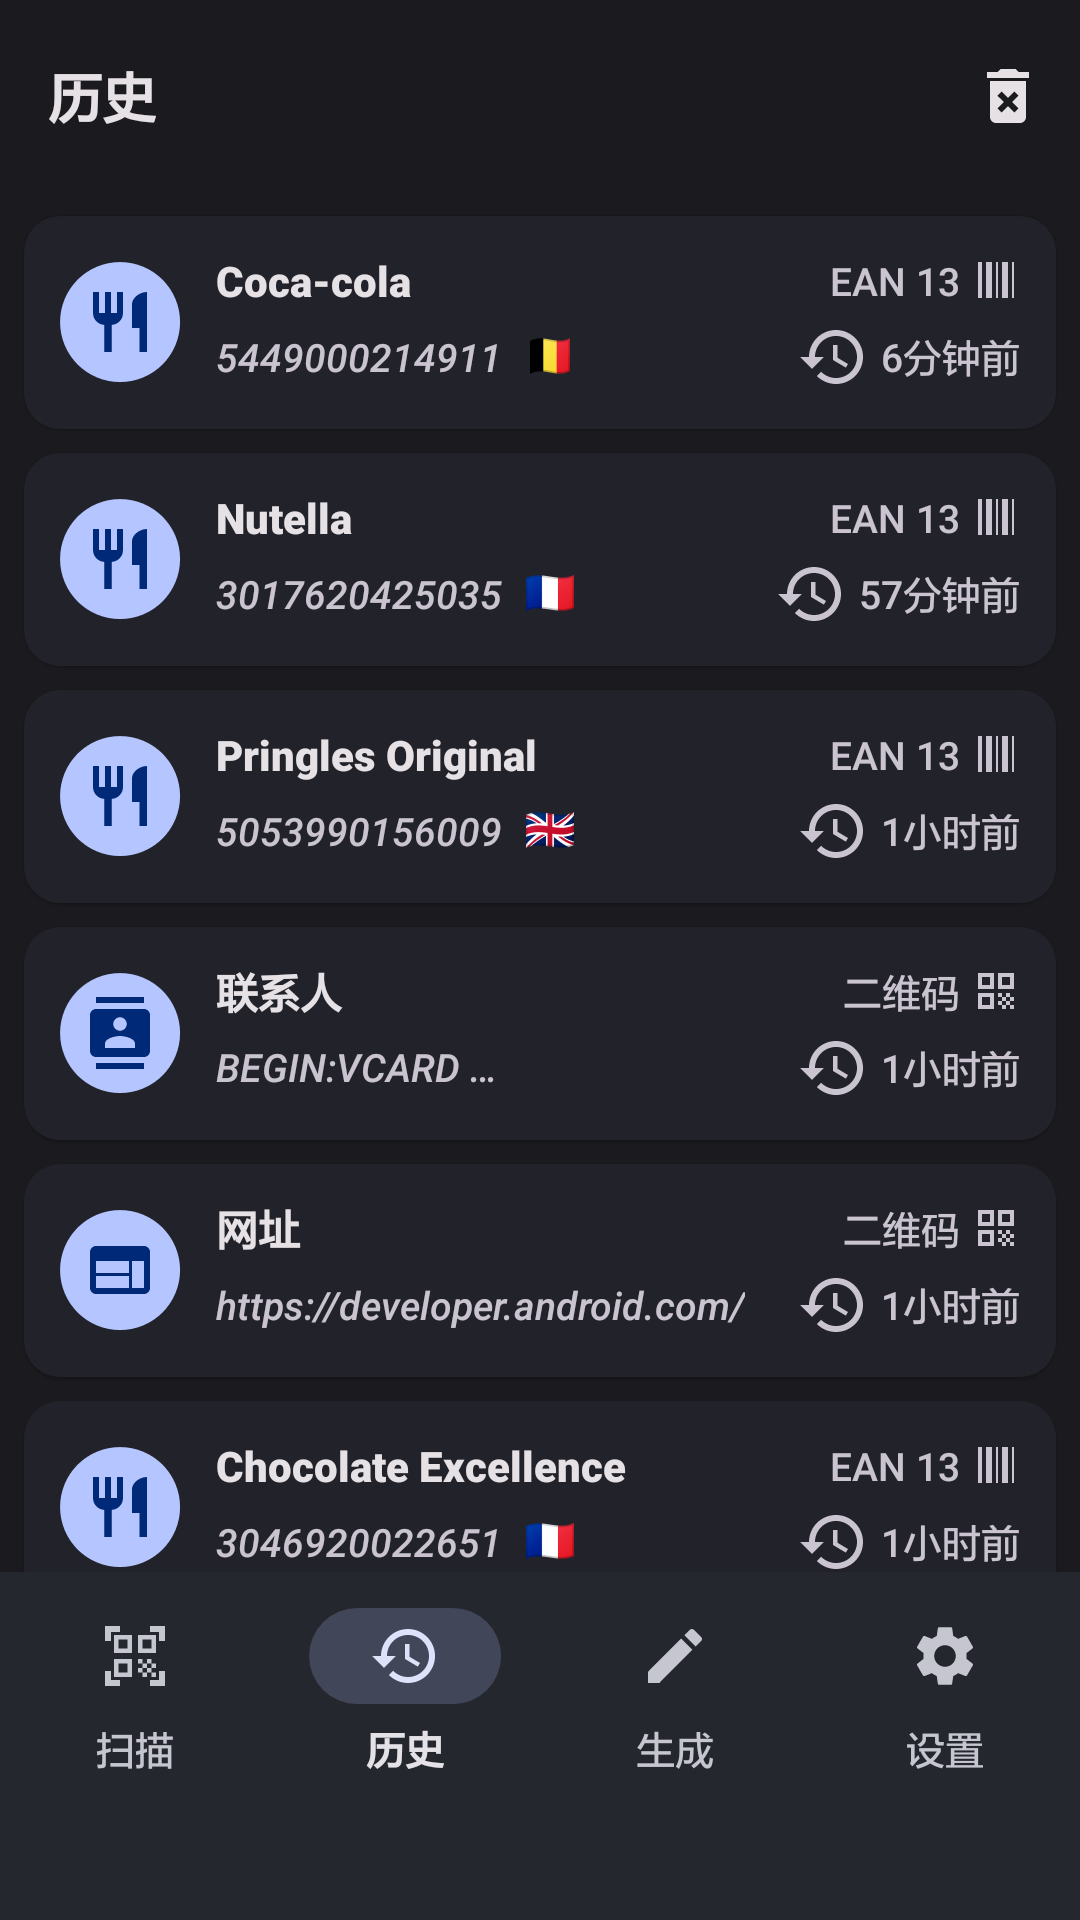 历史
Coca-cola
EAN 13
5449000214911
6分钟前
Nutella
EAN 13
3017620425035
57分钟前
Pringles Original
EAN 13
5053990156009
1小时前
联系人
二维码
BEGIN:VCARD …
1小时前
网址
二维码
https://developer.android.com/
1小时前
Chocolate Excellence
EAN 13
3046920022651
1小时前
扫描
历史
生成
设置